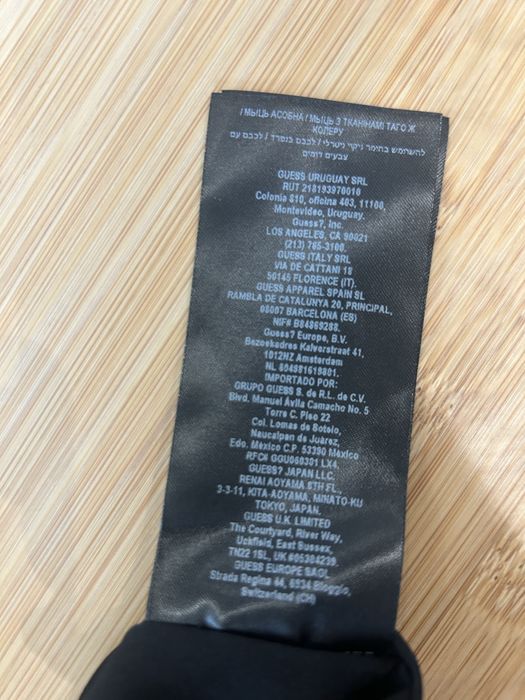 / МЫЦЬ АСОБНА / МЫЦЬ З ТКАНІНАМІ ТАГО Ж
КОЛЕРУ
להשתמש בחומר ניקוי ניטרלי / לכבס בנפרד / לכבס עם
צבעים דומים
GUESS URUGUAY SRL
RUT 218193970010
Colonia 810, oficina 403, 11100,
Montevideo, Uruguay.
Guess?, Inc.
LOS ANGELES, CA 90021
(213) 765-3100.
GUESS ITALY SRL
VIA DE CATTANI 18
50145 FLORENCE (IT).
GUESS APPAREL SPAIN SL
RAMBLA DE CATALUNYA 20, PRINCIPAL,
08007 BARCELONA (ES)
NIF# B84869288.
Guess? Europe, B.V.
Bezoekadres Kalverstraat 41,
1012NZ Amsterdam
NL 804981619B01.
IMPORTADO POR:
GRUPO GUESS S. de R.L. de C.V.
Blvd. Manuel Ávila Camacho No. 5
Torre C. Piso 22
Col. Lomas de Sotelo,
Naucalpan de Juárez,
Edo. México C.P. 53390 México
RFC# GGU060301 LX4.
GUESS? JAPAN LLC.
RENAI AOYAMA 5TH FL.,
3-3-11, KITA-AOYAMA, MINATO-KU
TOKYO, JAPAN.
GUESS U.K. LIMITED
The Courtyard, River Way,
Uckfield, East Sussex,
TN22 1SL, UK #05384239.
GUESS EUROPE SAGL
Strada Regina 44, 6934 Bioggio,
Switzerland (CH)